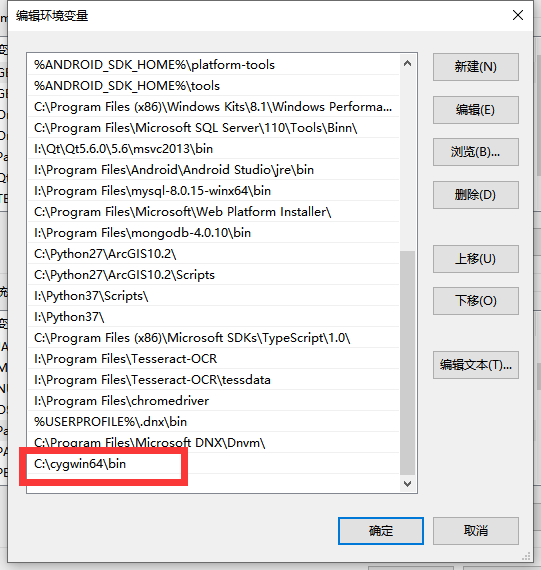 编辑环境变量
%ANDROID_SDK_HOME%\platform-tools
%ANDROID_SDK_HOME%\tools
C:\Program Files (x86)\Windows Kits\8.1\Windows Performa...
C:\Program Files\Microsoft SQL Server\110\Tools\Binn\
I:\Qt\Qt5.6.0\5.6\msvc2013\bin
I:\Program Files\Android\Android Studio\jre\bin
I:\Program Files\mysql-8.0.15-winx64\bin
C:\Program Files\Microsoft\Web Platform Installer\
I:\Program Files\mongodb-4.0.10\bin
C:\Python27\ArcGIS10.2\
C:\Python27\ArcGIS10.2\Scripts
I:\Python37\Scripts\
I:\Python37\
C:\Program Files (x86)\Microsoft SDKs\TypeScript\1.0\
I:\Program Files\Tesseract-OCR
I:\Program Files\Tesseract-OCR\tessdata
I:\Program Files\chromedriver
%USERPROFILE%\.dnx\bin
C:\Program Files\Microsoft DNX\Dnvm\
C:\cygwin64\bin
新建(N)
编辑(E)
浏览(B)...
删除(D)
上移(U)
下移(O)
编辑文本(T)...
确定
取消